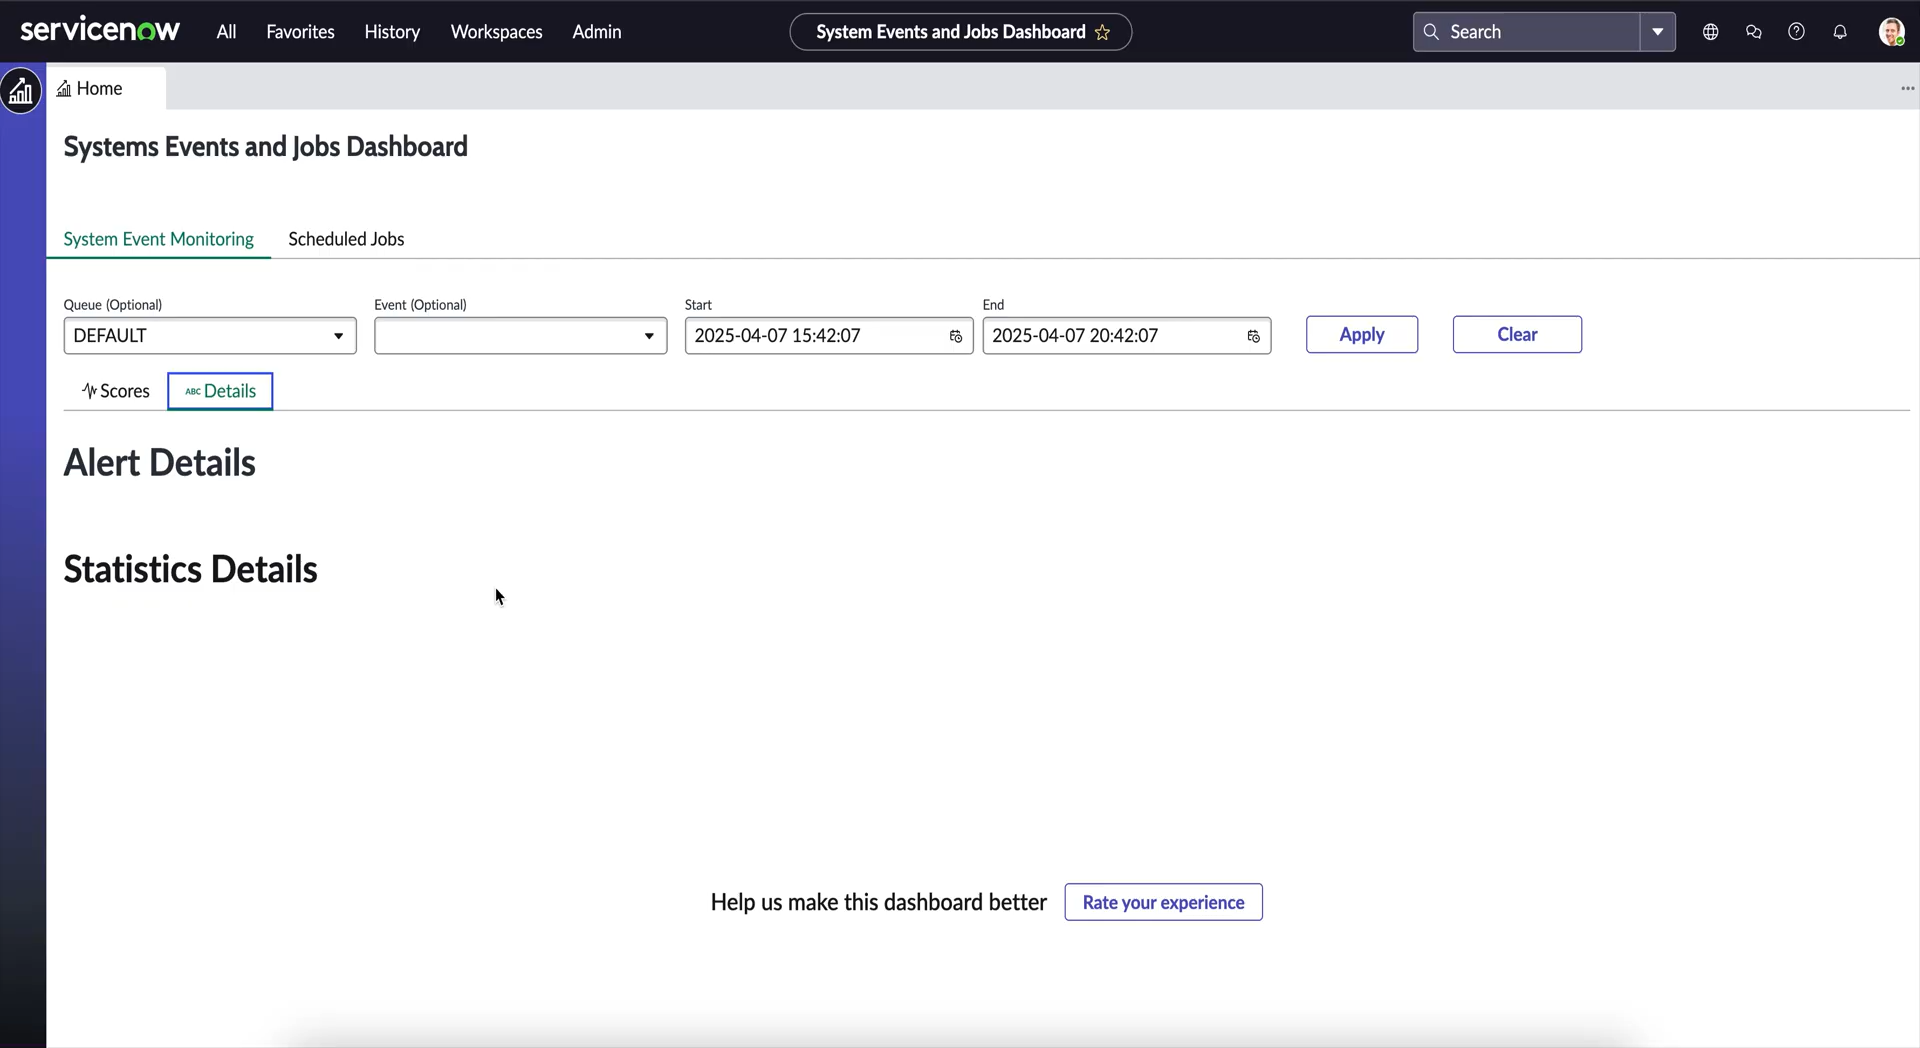 servicenow All Favorites History Workspaces Admin System Events and Jobs Dashboard Search
Home
Systems Events and Jobs Dashboard
System Event Monitoring Scheduled Jobs
Queue (Optional) Event (Optional) Start End
DEFAULT 2025-04-07 15:42:07 2025-04-07 20:42:07 Apply Clear
Scores ABC Details
Alert Details
Statistics Details
Help us make this dashboard better Rate your experience